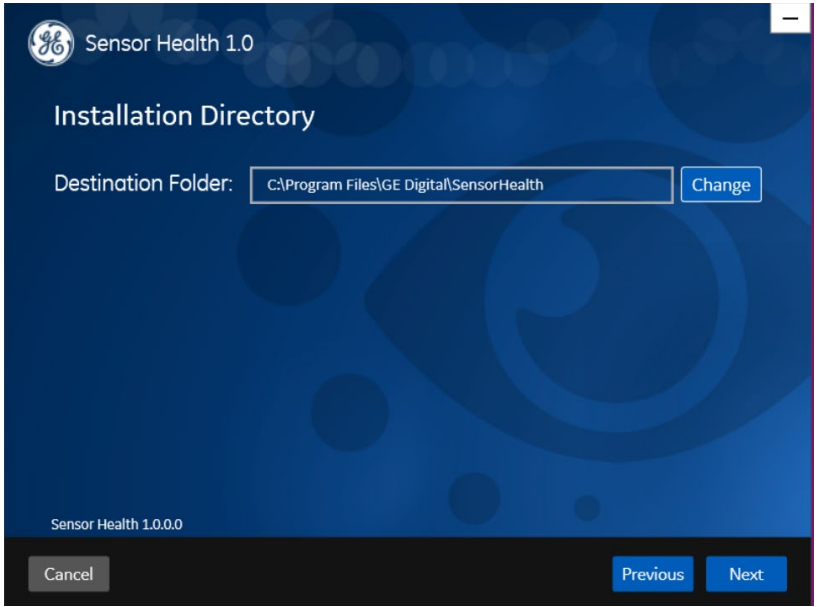 Sensor Health 1.0
Installation Directory
Destination Folder: C:\Program Files\GE Digital\SensorHealth Change
Sensor Health 1.0.0.0
Cancel Previous Next